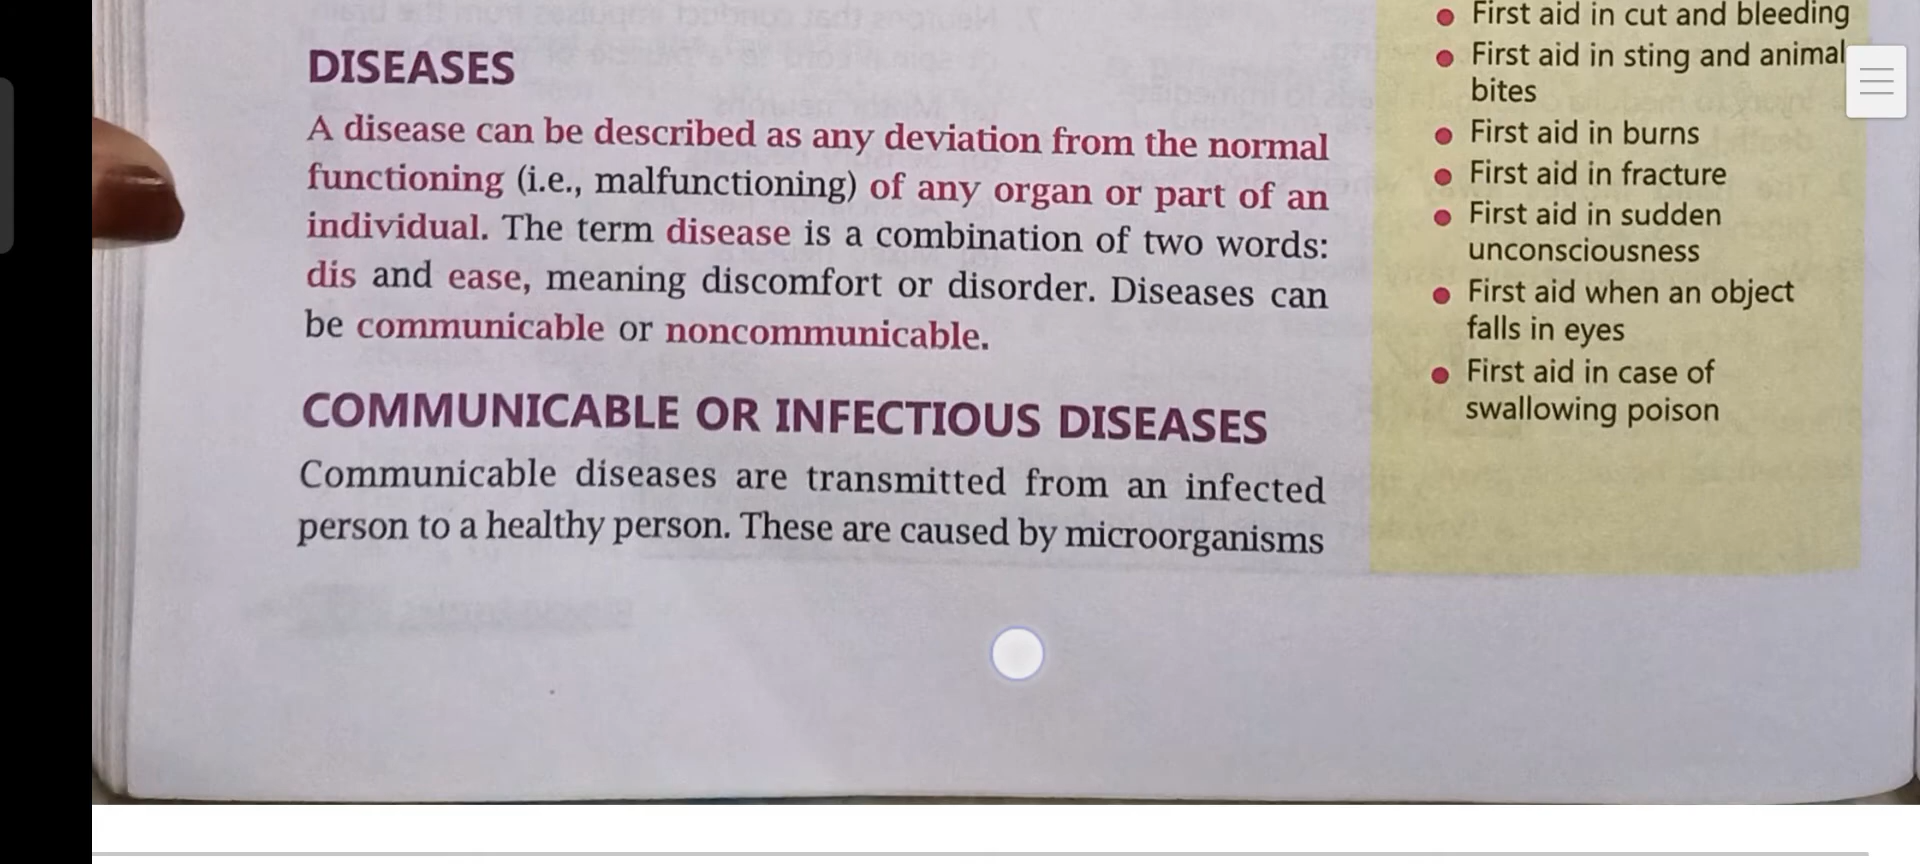 DISEASES
A disease can be described as any deviation from the normal
functioning (i.e., malfunctioning) of any organ or part of an
individual. The term disease is a combination of two words:
dis and ease, meaning discomfort or disorder. Diseases can
be communicable or noncommunicable.
COMMUNICABLE OR INFECTIOUS DISEASES
Communicable diseases are transmitted from an infected
person to a healthy person. These are caused by microorganisms
First aid in cut and bleeding
First aid in sting and animal
bites
First aid in burns
First aid in fracture
First aid in sudden
unconsciousness
First aid when an object
falls in eyes
First aid in case of
swallowing poison